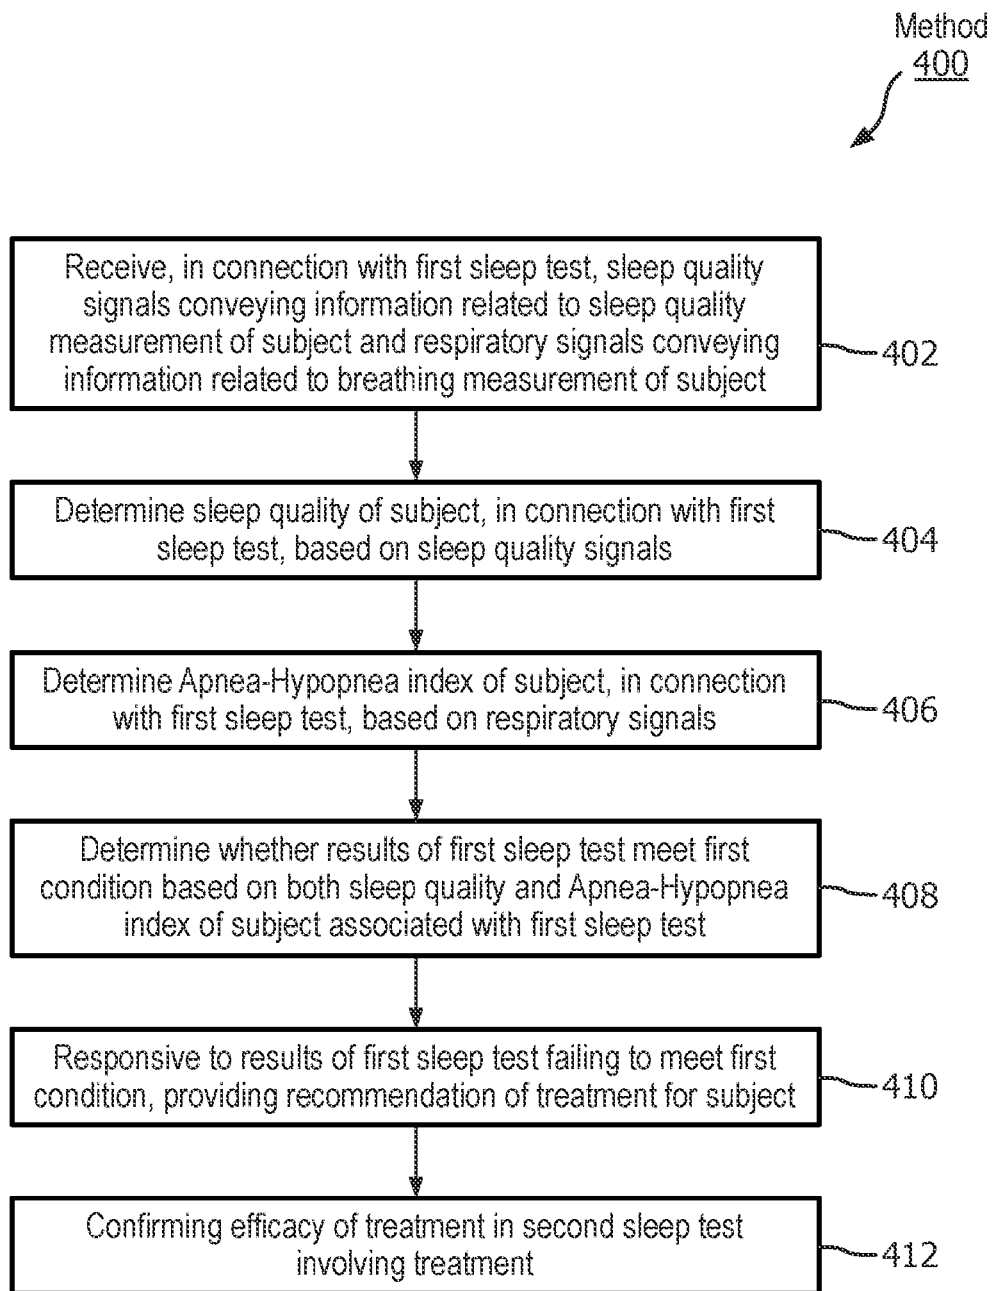 Method
400
Receive, in connection with first sleep test, sleep quality
signals conveying information related to sleep quality
measurement of subject and respiratory signals conveying
information related to breathing measurement of subject
402
Determine sleep quality of subject, in connection with first
sleep test, based on sleep quality signals
404
Determine Apnea-Hypopnea index of subject, in connection
with first sleep test, based on respiratory signals
406
Determine whether results of first sleep test meet first
condition based on both sleep quality and Apnea-Hypopnea
index of subject associated with first sleep test
408
Responsive to results of first sleep test failing to meet first
condition, providing recommendation of treatment for subject
410
Confirming efficacy of treatment in second sleep test
involving treatment
412